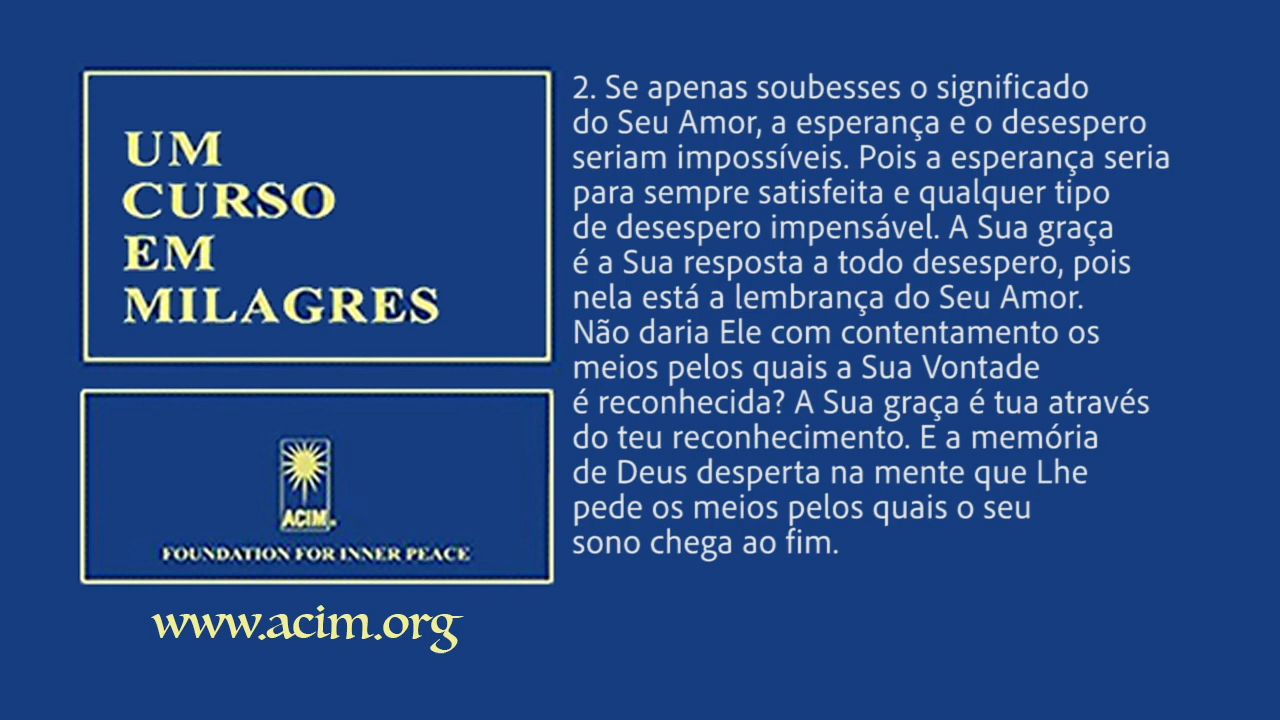 UM
CURSO
EM
MILAGRES
ACIM®
FOUNDATION FOR INNER PEACE
www.acim.org
2. Se apenas soubesses o significado
do Seu Amor, a esperança e o desespero
seriam impossíveis. Pois a esperança seria
para sempre satisfeita e qualquer tipo
de desespero impensável. A Sua graça
é a Sua resposta a todo desespero, pois
nela está a lembrança do Seu Amor.
Não daria Ele com contentamento os
meios pelos quais a Sua Vontade
é reconhecida? A Sua graça é tua através
do teu reconhecimento. E a memória
de Deus desperta na mente que Lhe
pede os meios pelos quais o seu
sono chega ao fim.